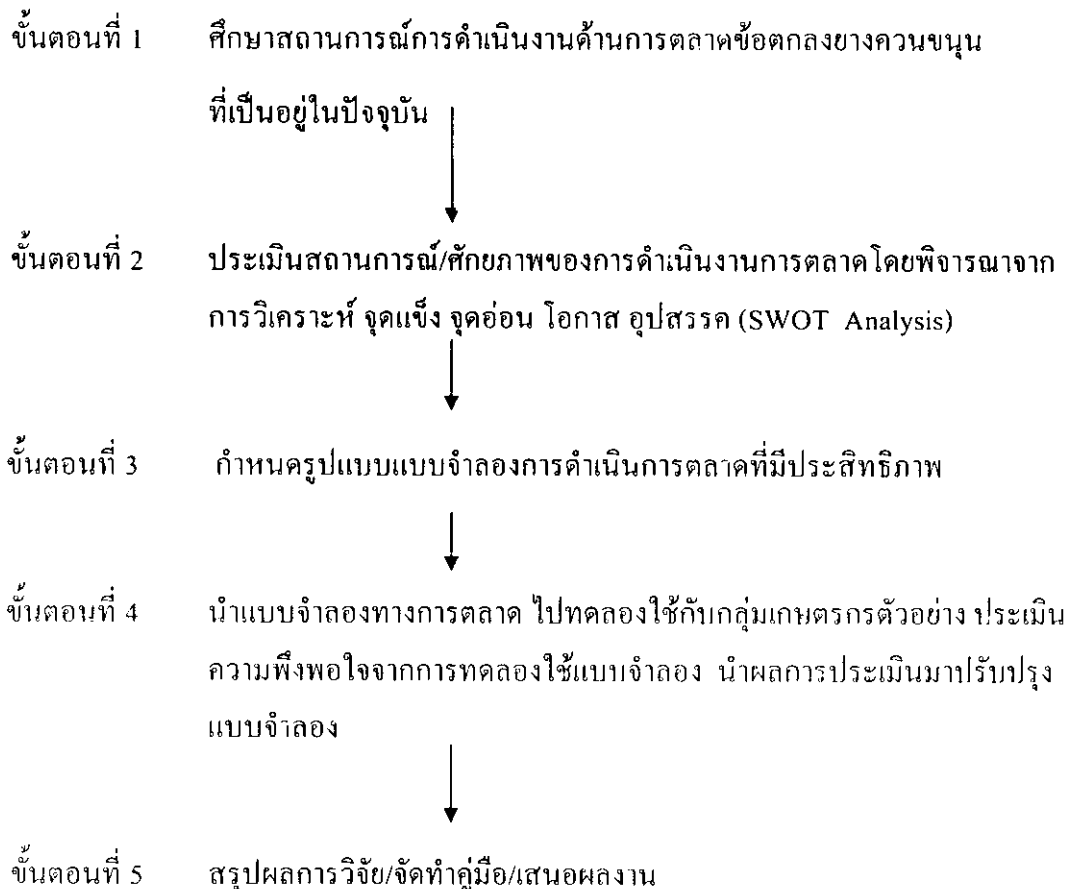 ขั้นตอนที่ 1 ศึกษาสถานการณ์การดำเนินงานด้านการตลาดข้อตกลงยางควนขนุน
ที่เป็นอยู่ในปัจจุบัน
ขั้นตอนที่ 2 ประเมินสถานการณ์/ศักยภาพของการดำเนินงานการตลาดโดยพิจารณาจาก
การวิเคราะห์ จุดแข็ง จุดอ่อน โอกาส อุปสรรค (SWOT Analysis)
ขั้นตอนที่ 3 กำหนดรูปแบบแบบจำลองการดำเนินการตลาดที่มีประสิทธิภาพ
ขั้นตอนที่ 4 นำแบบจำลองทางการตลาด ไปทดลองใช้กับกลุ่มเกษตรกรตัวอย่าง ประเมิน
ความพึงพอใจจากการทดลองใช้แบบจำลอง นำผลการประเมินมาปรับปรุง
แบบจำลอง
ขั้นตอนที่ 5 สรุปผลการวิจัย/จัดทำคู่มือ/เสนอผลงาน